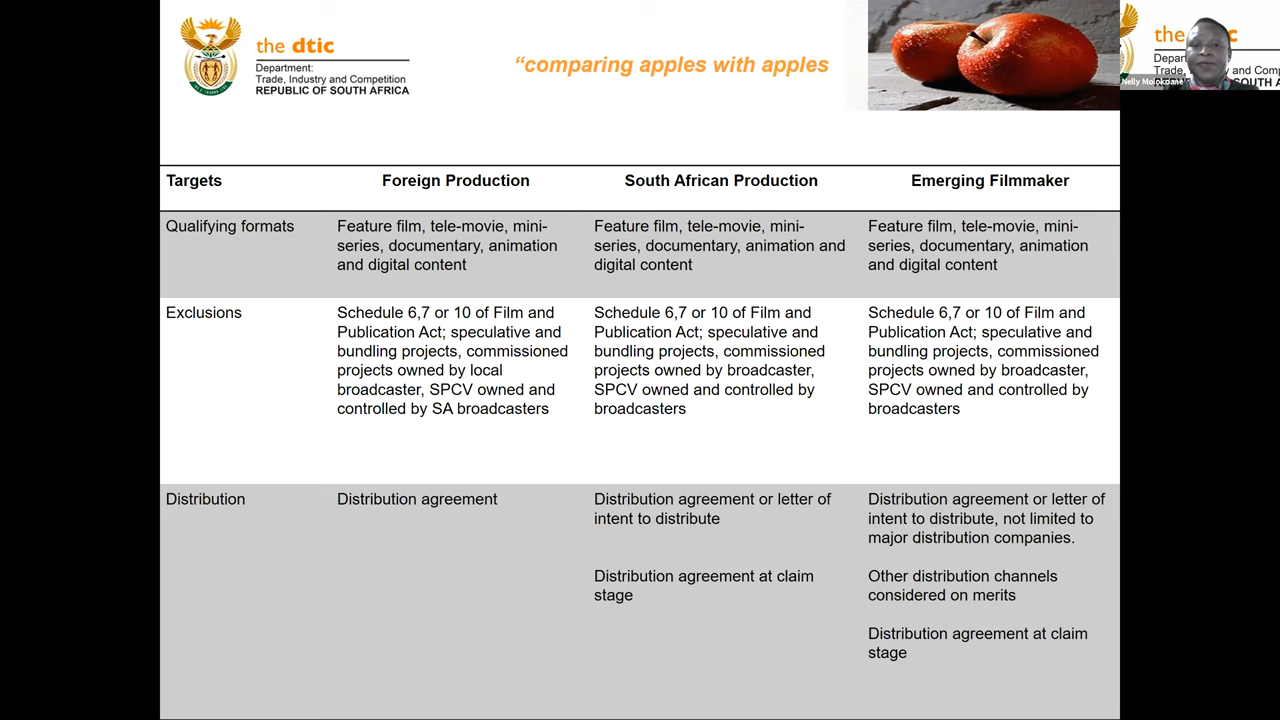 the dtic
Department:
Trade, Industry and Competition
REPUBLIC OF SOUTH AFRICA
“comparing apples with apples
the
c
Depar
Trade,
y and Comp
OUTH A
Nelly Mo
Targets Foreign Production South African Production Emerging Filmmaker
Qualifying formats
Feature film, tele-movie, mini-
series, documentary, animation
and digital content
Feature film, tele-movie, mini-
series, documentary, animation and
digital content
Feature film, tele-movie, mini-
series, documentary, animation
and digital content
Exclusions
Schedule 6,7 or 10 of Film and
Publication Act; speculative and
bundling projects, commissioned
projects owned by local
broadcaster, SPCV owned and
controlled by SA broadcasters
Schedule 6,7 or 10 of Film and
Publication Act; speculative and
bundling projects, commissioned
projects owned by broadcaster,
SPCV owned and controlled by
broadcasters
Schedule 6,7 or 10 of Film and
Publication Act; speculative and
bundling projects, commissioned
projects owned by broadcaster,
SPCV owned and controlled by
broadcasters
Distribution
Distribution agreement
Distribution agreement or letter of
intent to distribute
Distribution agreement at claim
stage
Distribution agreement or letter of
intent to distribute, not limited to
major distribution companies.
Other distribution channels
considered on merits
Distribution agreement at claim
stage